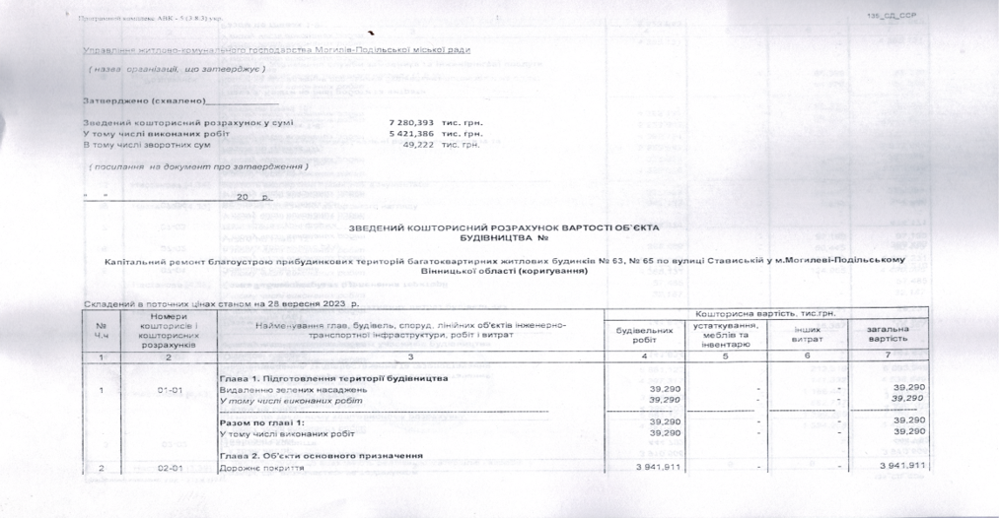 Програмний комплекс АВК - 5 (3.8.3) укр.
1
135_СД_ССР
Управління житлово-комунального господарства Могилів-Подільської міської ради
( назва організації, що затверджує )
Затверджено (схвалено)
Зведений кошторисний розрахунок у сумі 7 280,393 тис. грн.
У тому числі виконаних робіт 5 421,386 тис. грн.
В тому числі зворотних сум 49,222 тис. грн.
( посилання на документ про затвердження )
" " 20 р.
ЗВЕДЕНИЙ КОШТОРИСНИЙ РОЗРАХУНОК ВАРТОСТІ ОБ'ЄКТА
БУДІВНИЦТВА №
Капітальний ремонт благоустрою прибудинкових територій багатоквартирних житлових будинків № 63, № 65 по вулиці Ставиській у м.Могилеві-Подільському
Вінницької області (коригування)
Складений в поточних цінах станом на 28 вересня 2023 р.
№ Ч.ч
Номери кошторисів і кошторисних розрахунків
Найменування глав, будівель, споруд, лінійних об'єктів інженерно-
транспортної інфраструктури, робіт і витрат
Кошторисна вартість, тис.грн.
будівельних робіт
устаткування, меблів та інвентарю
інших витрат
загальна вартість
1 2 3 4 5 6 7
Глава 1. Підготовлення території будівництва
1 01-01 Видаленню зелених насаджень 39,290 - - 39,290
У тому числі виконаних робіт 39,290 - - 39,290
Разом по главі 1: 39,290 - - 39,290
У тому числі виконаних робіт 39,290 - - 39,290
Глава 2. Об'єкти основного призначення
2 02-01 Дорожнє покриття 3 941,911 - - 3 941,911